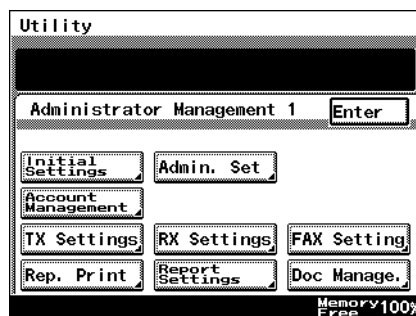 Utility
Administrator Management 1 Enter
Initial Settings
Admin. Set
Account Management
TX Settings
RX Settings
FAX Setting
Rep. Print
Report Settings
Doc Manage.
Memory Free 100%